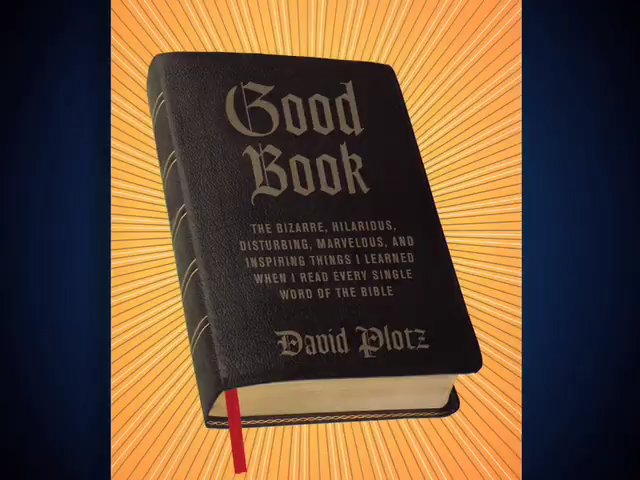 Good
Book
THE BIZARRE, HILARIOUS,
DISTURBING, MARVELOUS, AND
INSPIRING THINGS I LEARNED
WHEN I READ EVERY SINGLE
WORD OF THE BIBLE
David Plotz